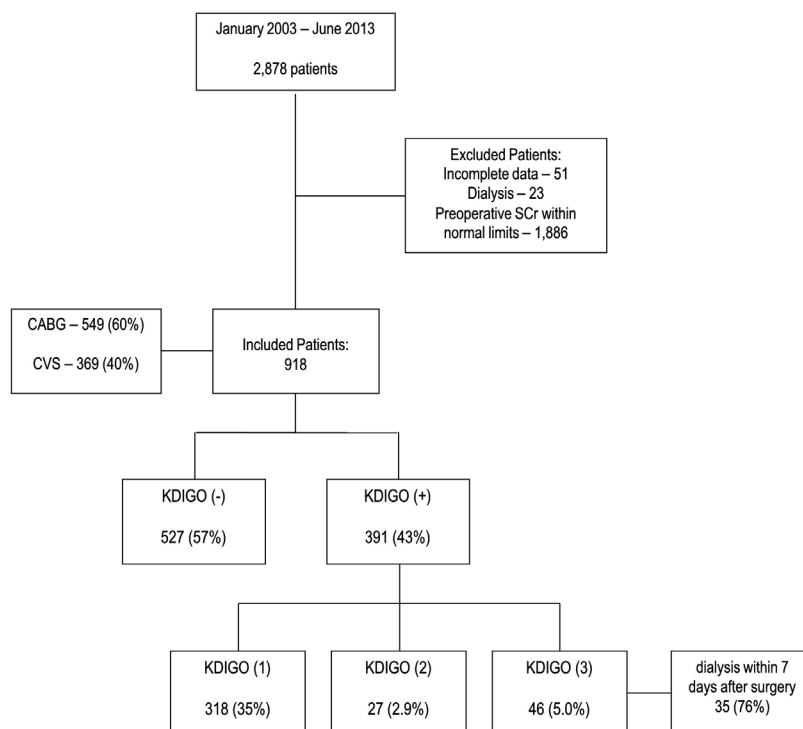 January 2003 – June 2013
2,878 patients
Excluded Patients:
Incomplete data – 51
Dialysis – 23
Preoperative SCr within
normal limits – 1,886
CABG – 549 (60%)
CVS – 369 (40%)
Included Patients:
918
KDIGO (-)
527 (57%)
KDIGO (+)
391 (43%)
KDIGO (1)
318 (35%)
KDIGO (2)
27 (2.9%)
KDIGO (3)
46 (5.0%)
dialysis within 7
days after surgery
35 (76%)